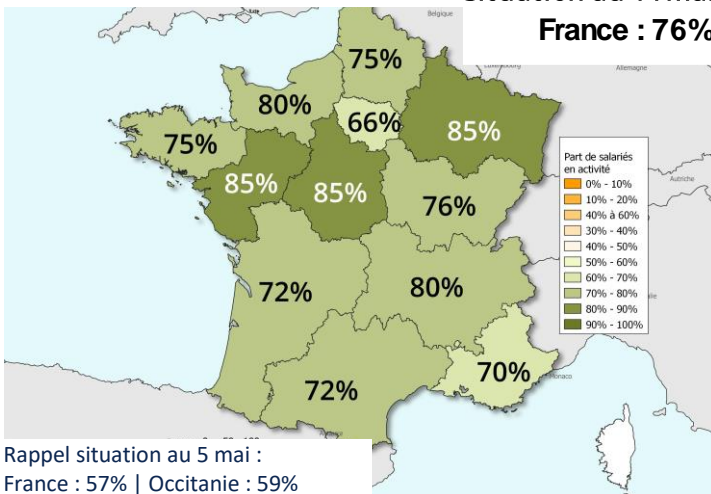 Belgique
France : 76%
Allemagne
75%
80%
66%
85%
75%
85%
85%
76%
Part de salariés
en activité
0% - 10%
10% - 20%
40% à 60%
30% - 40%
40% - 50%
50% - 60%
60% - 70%
70% - 80%
80% - 90%
90% - 100%
Autriche
72%
80%
72%
70%
Monaco
Rappel situation au 5 mai :
France : 57% | Occitanie : 59%